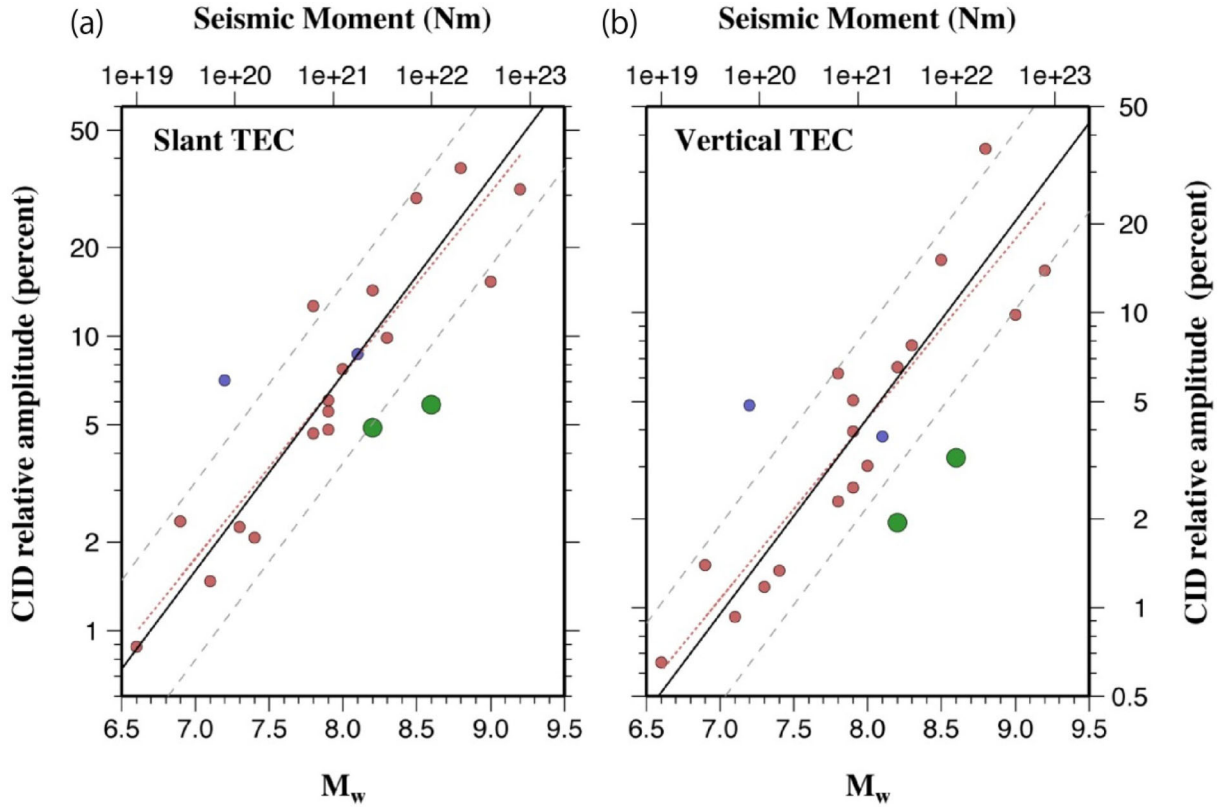 (a) Seismic Moment (Nm)
1e+19 1e+20 1e+21 1e+22 1e+23
Slant TEC
CID relative amplitude (percent)
50
20
10
5
2
1
6.5 7.0 7.5 8.0 8.5 9.0 9.5
Mw
(b) Seismic Moment (Nm)
1e+19 1e+20 1e+21 1e+22 1e+23
Vertical TEC
50
20
10
5
2
1
0.5
CID relative amplitude (percent)
6.5 7.0 7.5 8.0 8.5 9.0 9.5
Mw